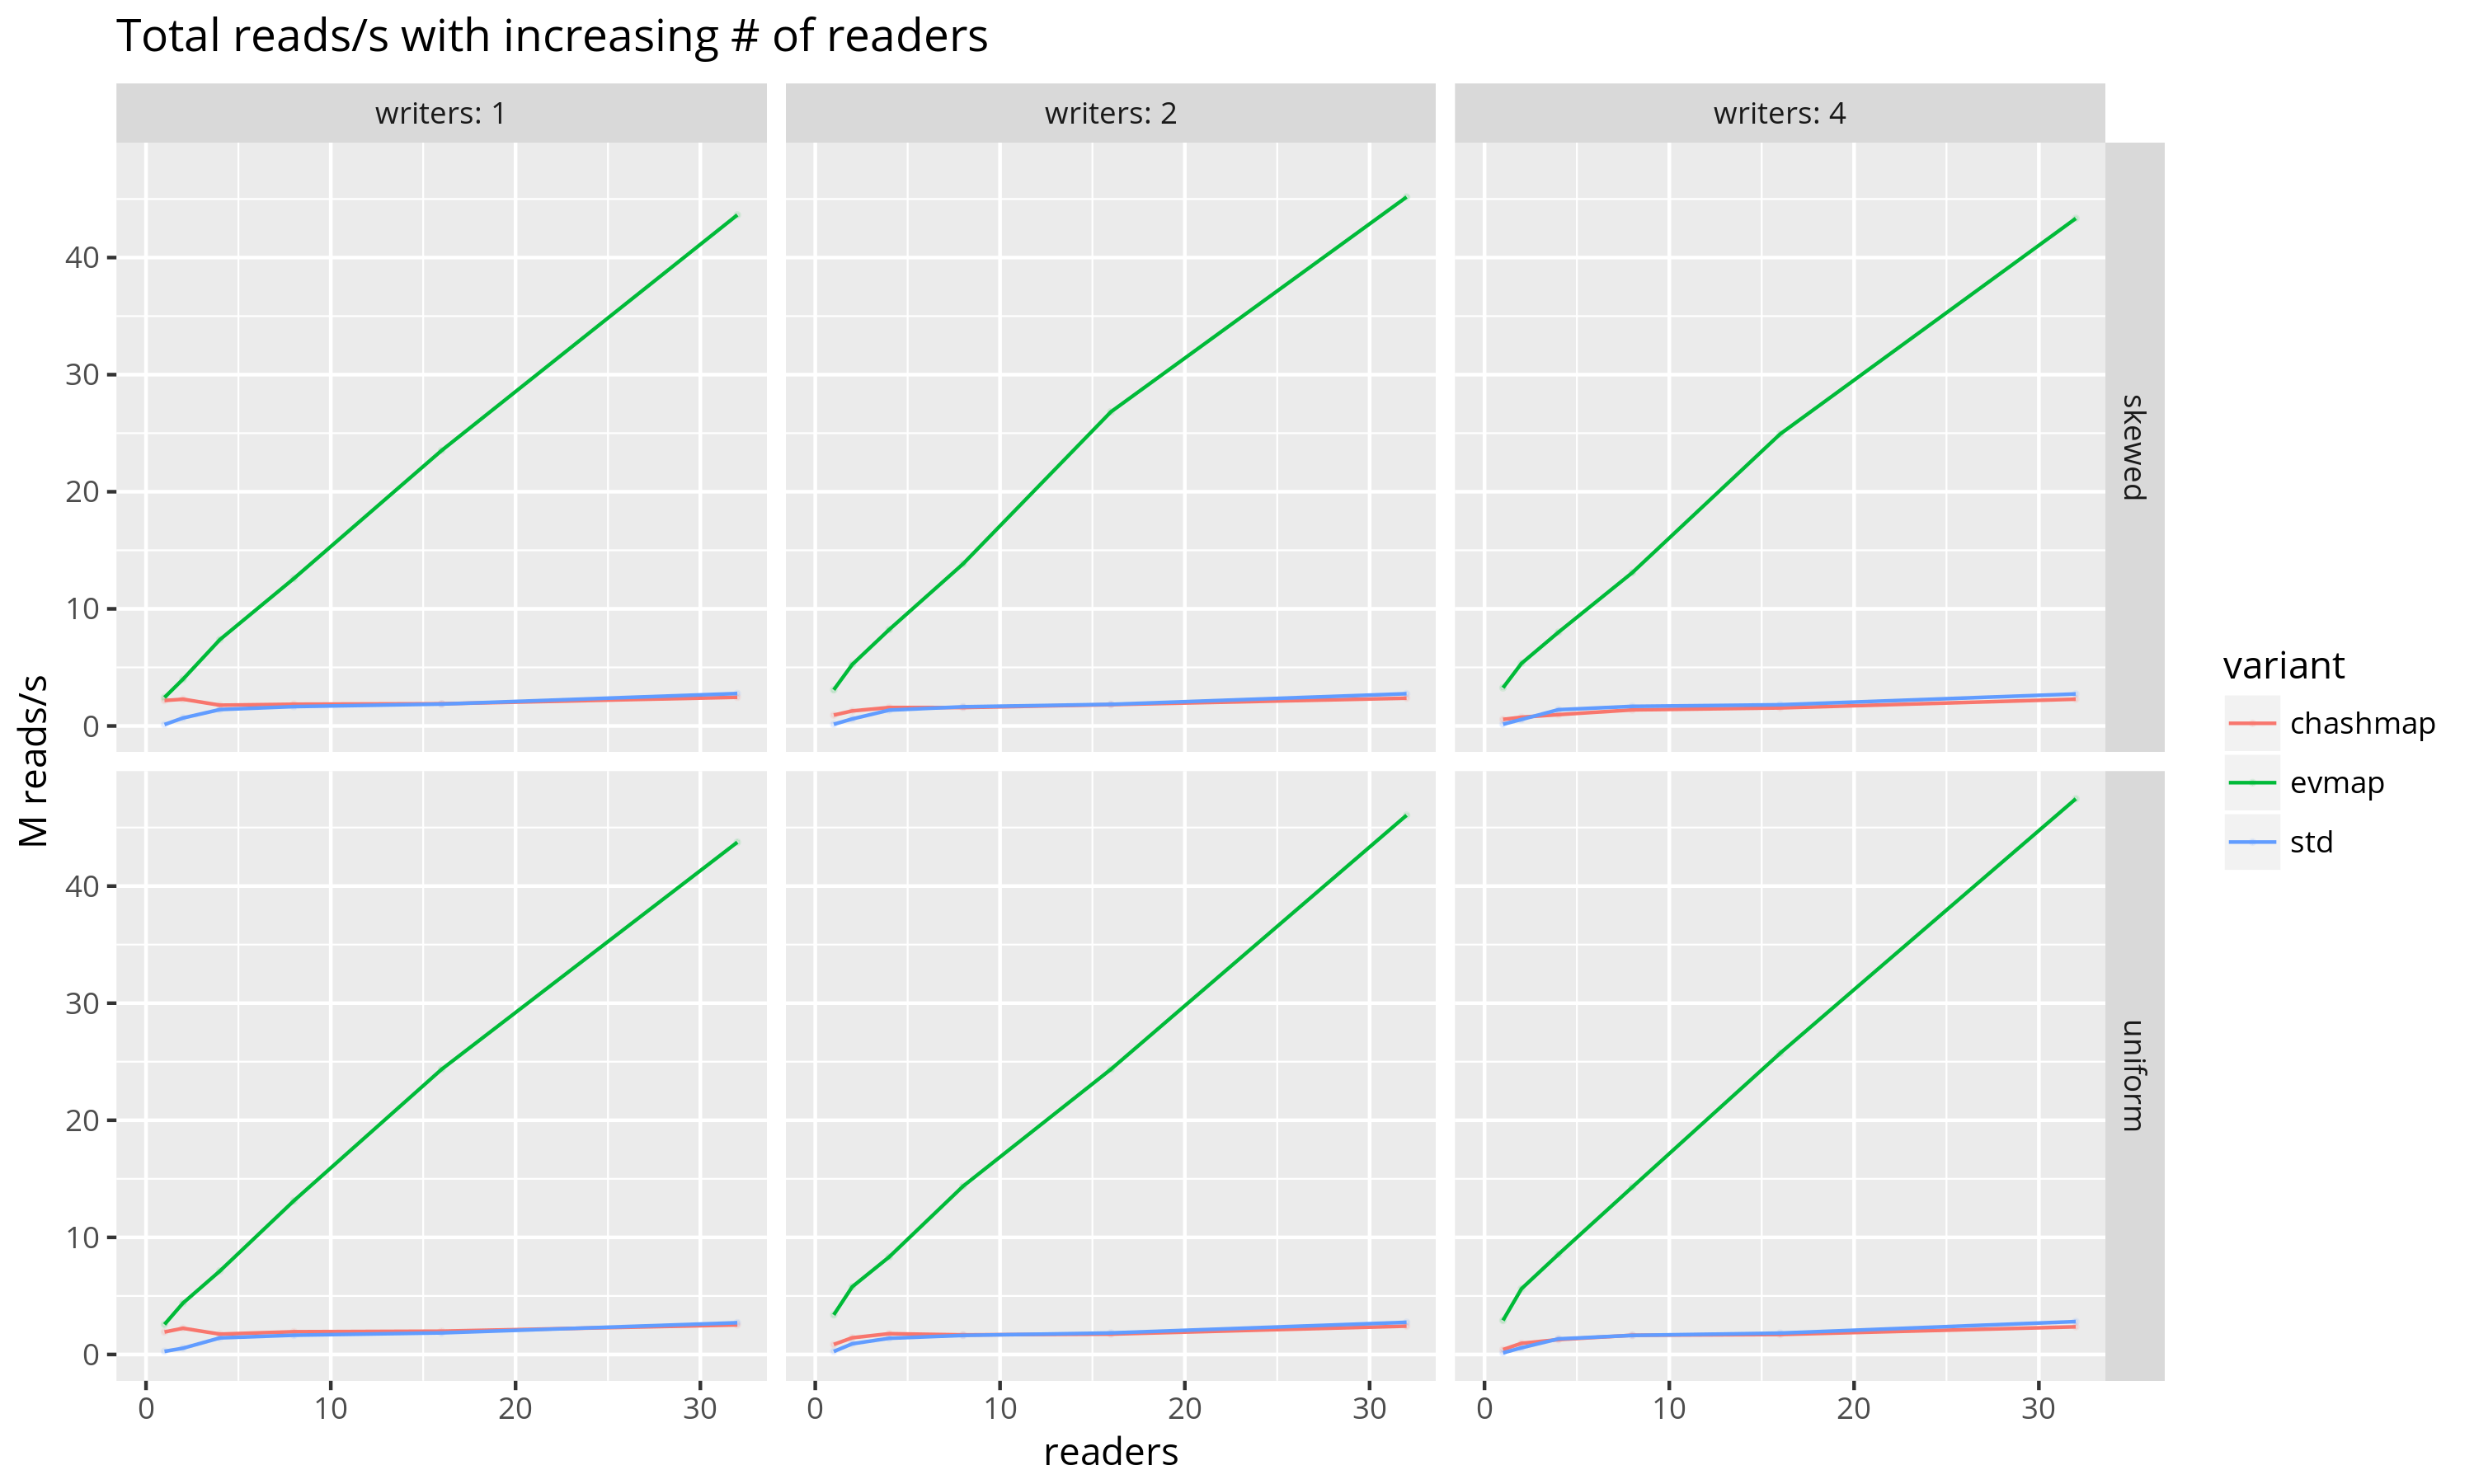 Total reads/s with increasing # of readers
writers: 1
writers: 2
writers: 4
40
30
20
10
0
skewed
M reads/s
40
30
20
10
0
uniform
0
10
20
30
0
10
20
30
0
10
20
30
readers
variant
chashmap
evmap
std